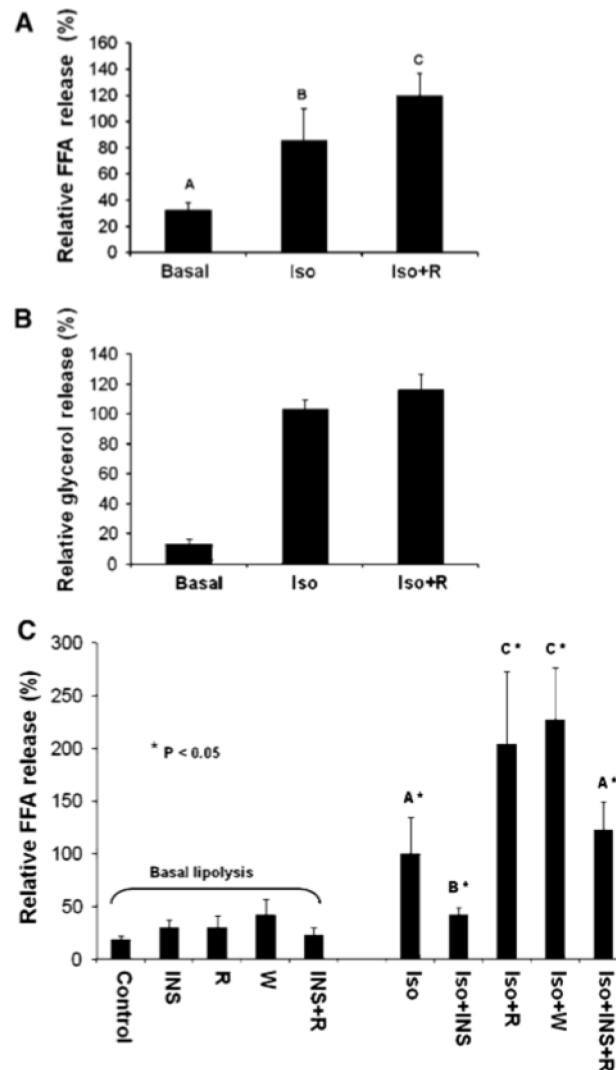 A
Relative FFA release (%)
160
140
120
100
80
60
40
20
0
A
B
C
Basal Iso Iso+R
B
Relative glycerol release (%)
140
120
100
80
60
40
20
0
Basal Iso Iso+R
C
Relative FFA release (%)
300
250
200
150
100
50
0
* P < 0.05
Basal lipolysis
A *
B *
C *
C *
A *
Control
INS
R
W
INS+R
Iso
Iso+INS
Iso+R
Iso+W
Iso+INS+R